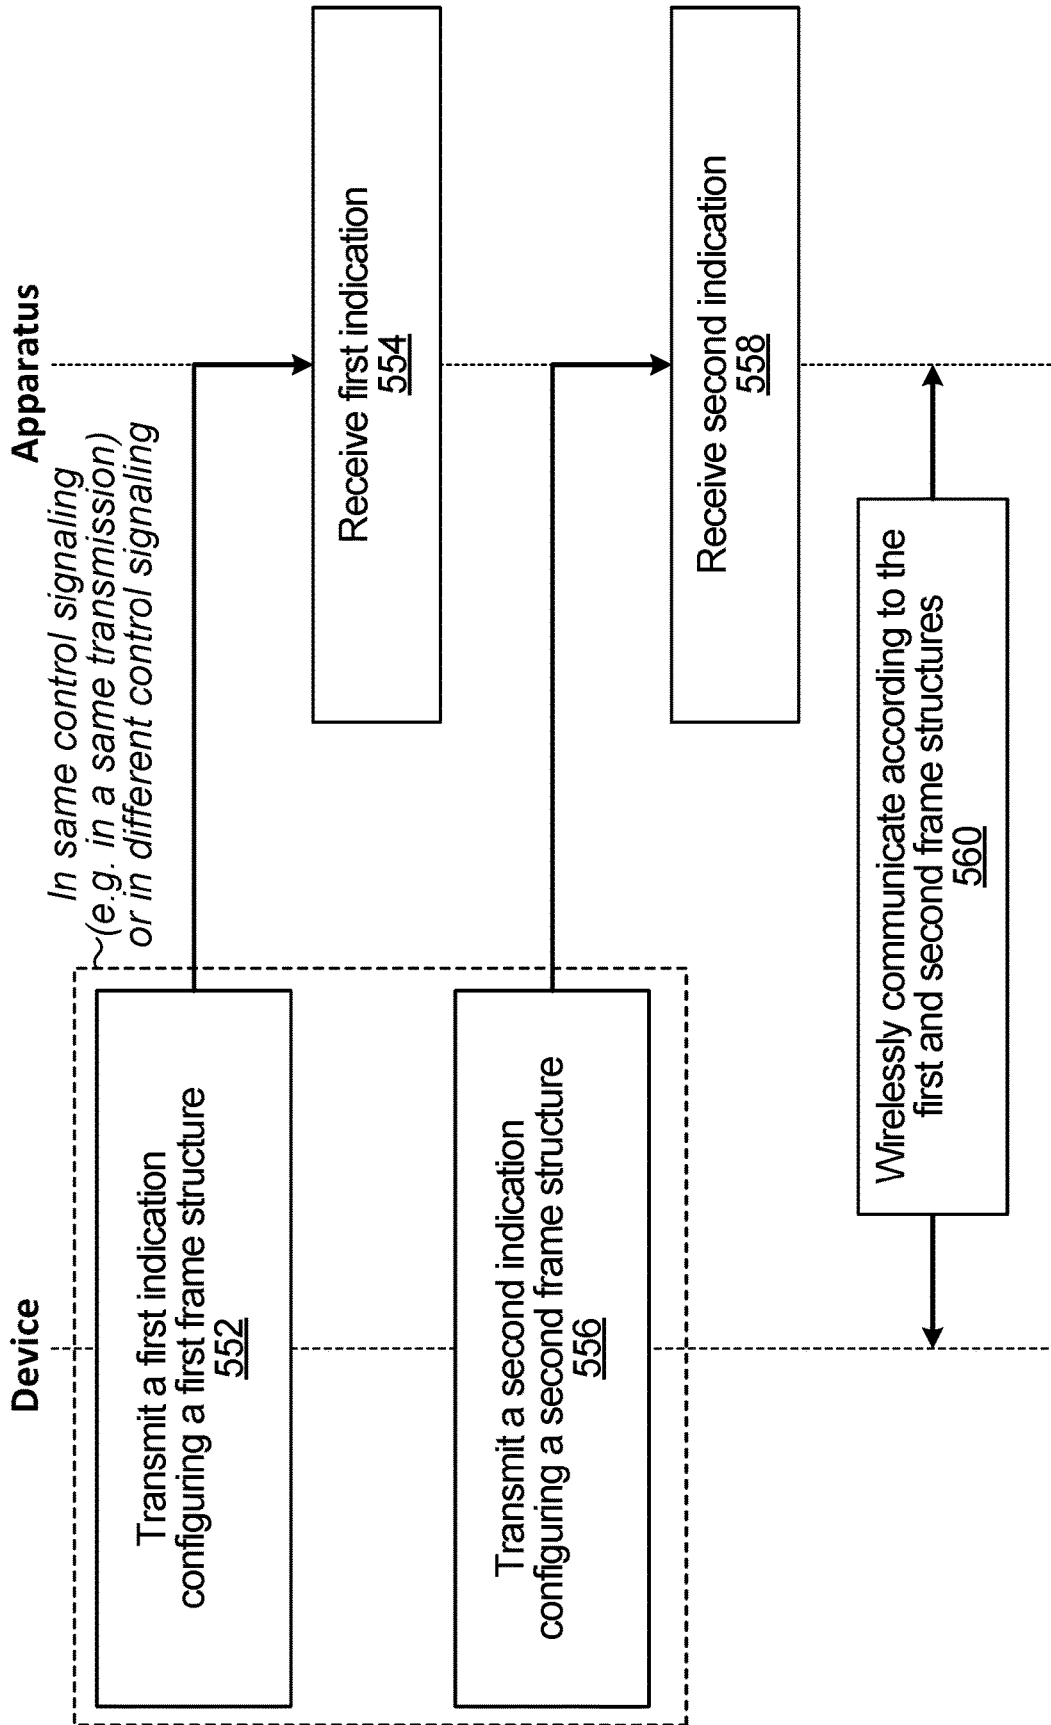 Device
Apparatus
In same control signaling
(e.g. in a same transmission)
or in different control signaling
Transmit a first indication
configuring a first frame structure
552
Receive first indication
554
Transmit a second indication
configuring a second frame structure
556
Receive second indication
558
Wirelessly communicate according to the
first and second frame structures
560